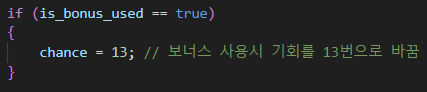 if (is_bonus_used == true)
{
    chance = 13; // 보너스 사용시 기회를 13번으로 바꿈
}